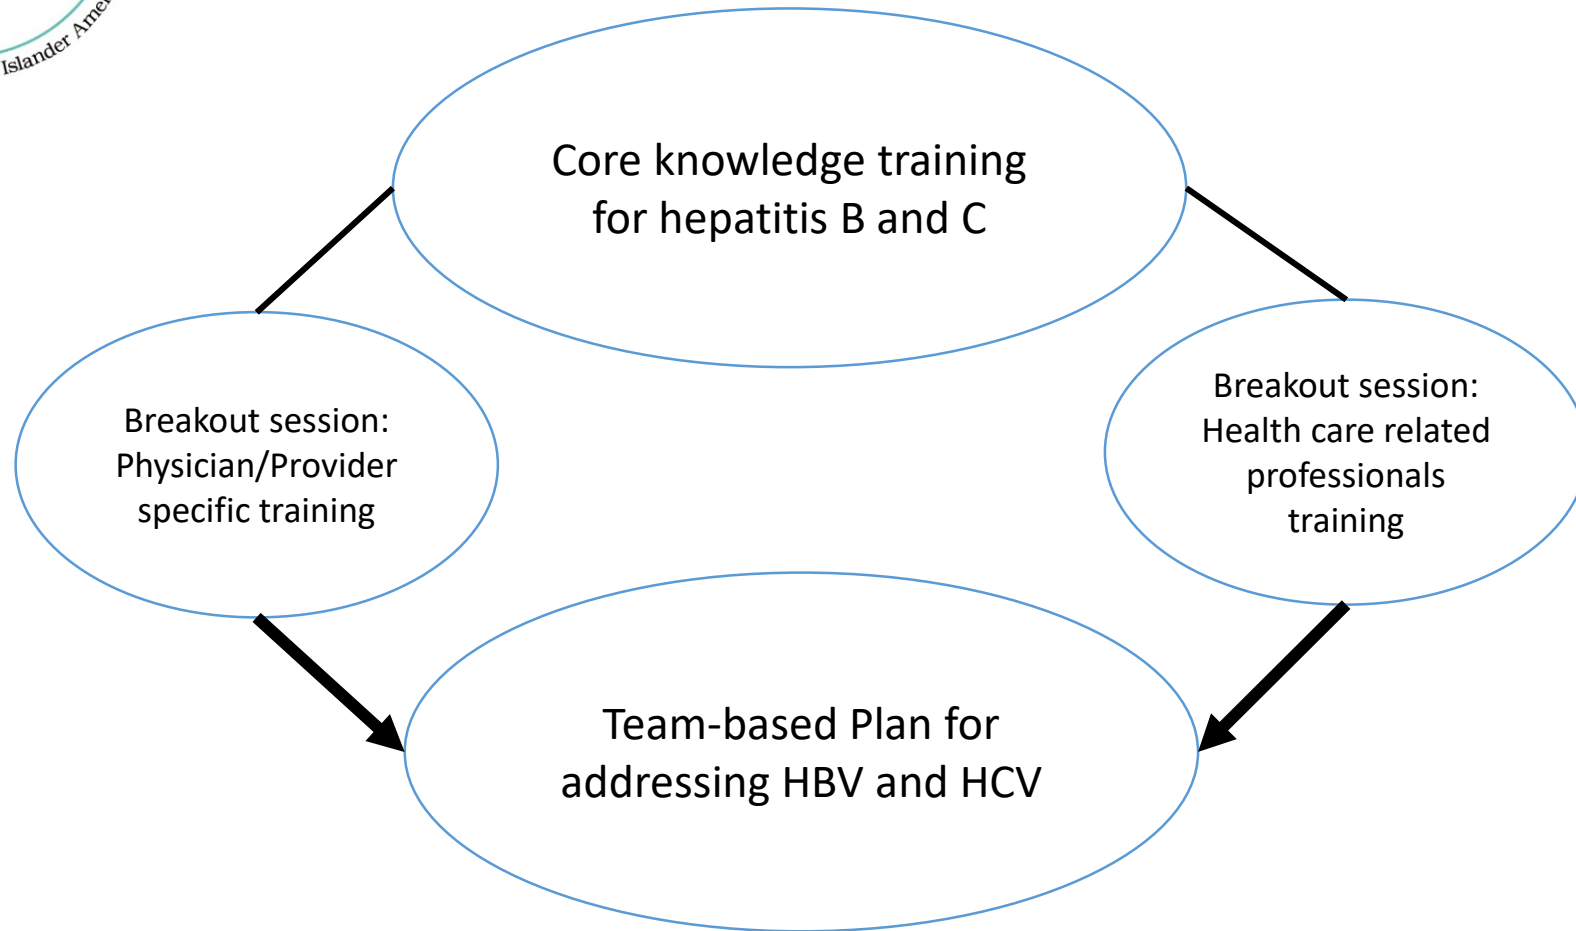 Islander
Core knowledge training
for hepatitis B and C
Breakout session:
Physician/Provider
specific training
Breakout session:
Health care related
professionals
training
Team-based Plan for
addressing HBV and HCV